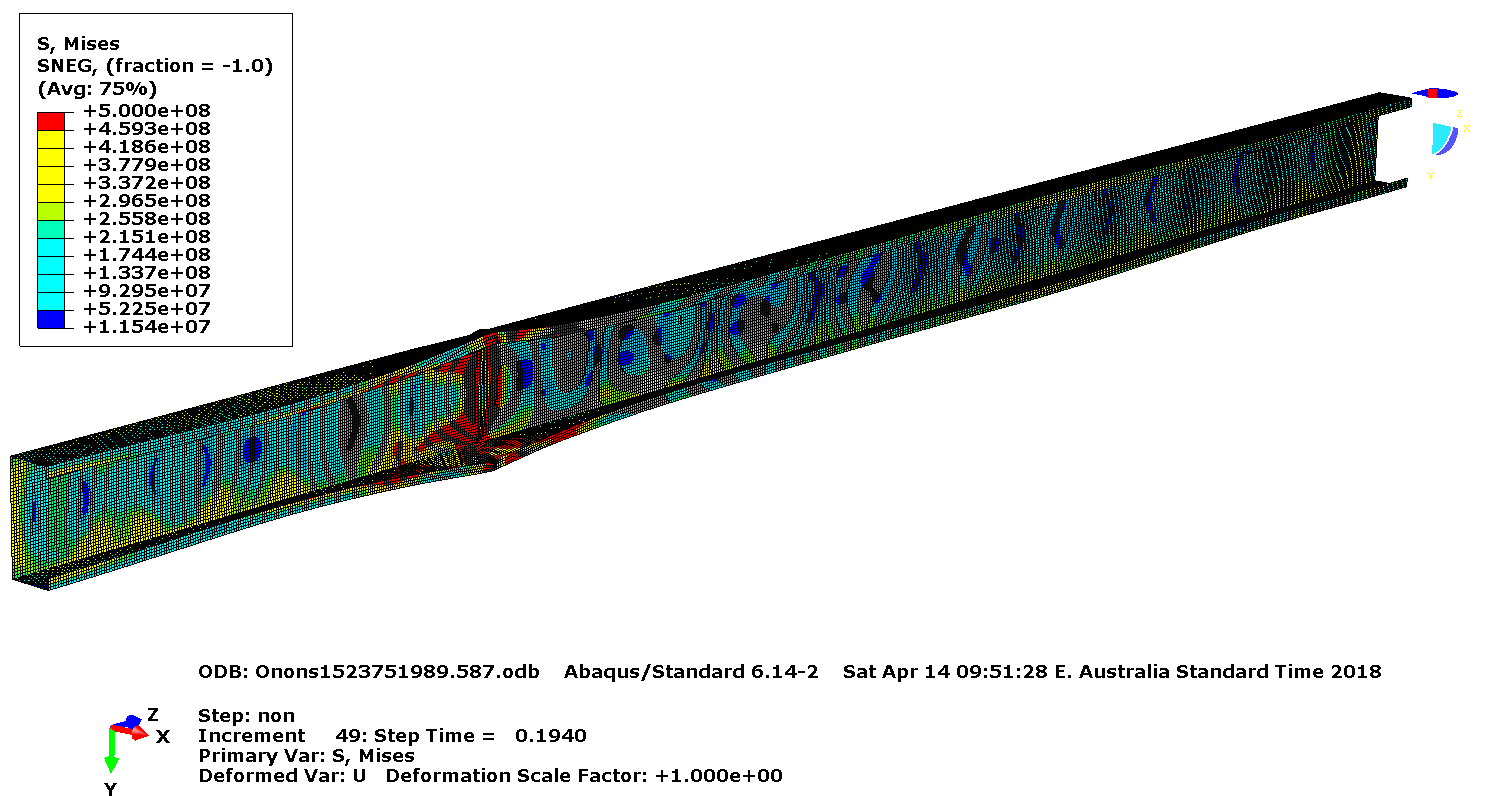 S, Mises
SNEG, (fraction = -1.0)
(Avg: 75%)
+5.000e+08
+4.593e+08
+4.186e+08
+3.779e+08
+3.372e+08
+2.965e+08
+2.558e+08
+2.151e+08
+1.744e+08
+1.337e+08
+9.295e+07
+5.225e+07
+1.154e+07
Z
X
Y
ODB: Onons1523751989.587.odb    Abaqus/Standard 6.14-2    Sat Apr 14 09:51:28 E. Australia Standard Time 2018
Z
X
Y
Step: non
Increment     49: Step Time =   0.1940
Primary Var: S, Mises
Deformed Var: U   Deformation Scale Factor: +1.000e+00